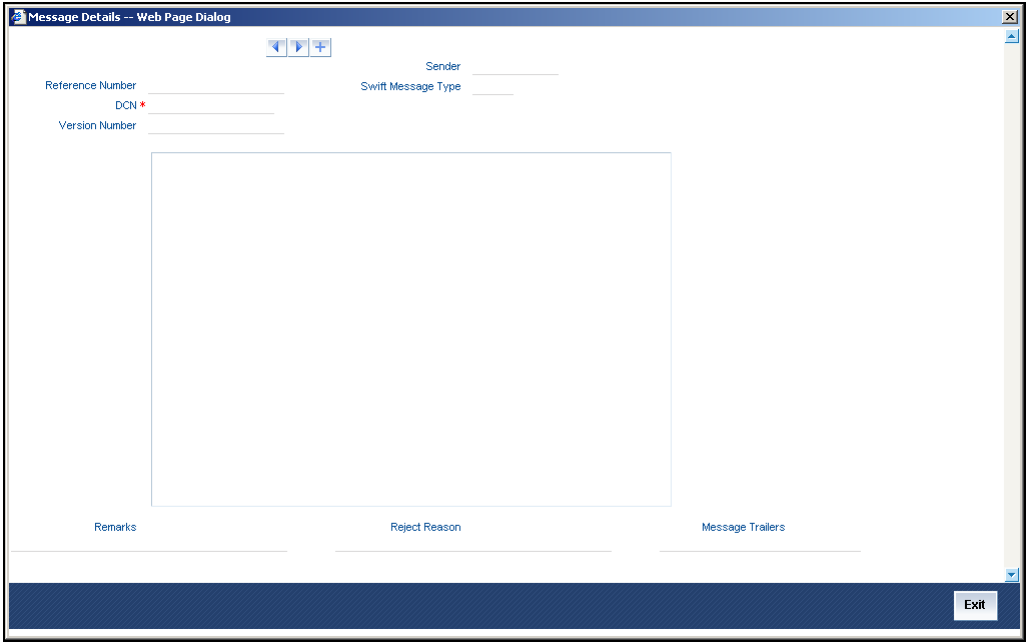 Message Details -- Web Page Dialog
Sender
Reference Number
Swift Message Type
DCN *
Version Number
Remarks
Reject Reason
Message Trailers
Exit